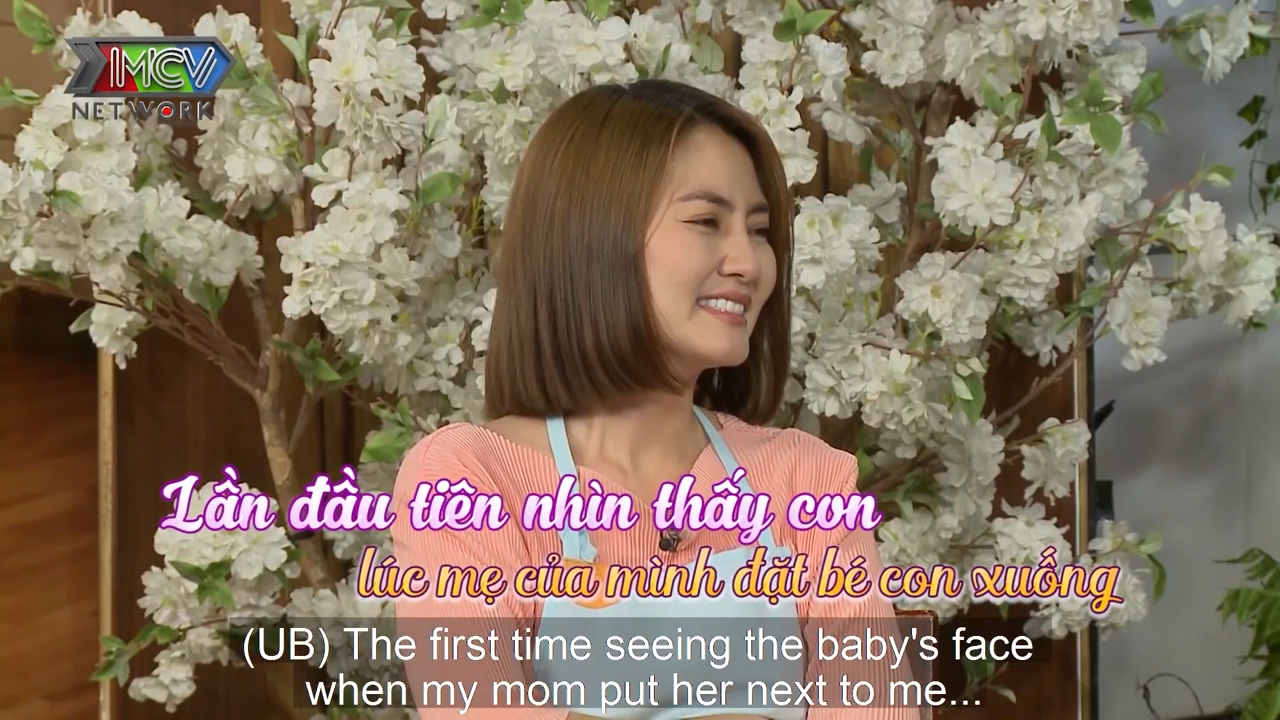 MCV
NETWORK
Lần đầu tiên nhìn thấy con
lúc mẹ của mình đặt bé con xuống
(UB) The first time seeing the baby's face
when my mom put her next to me...